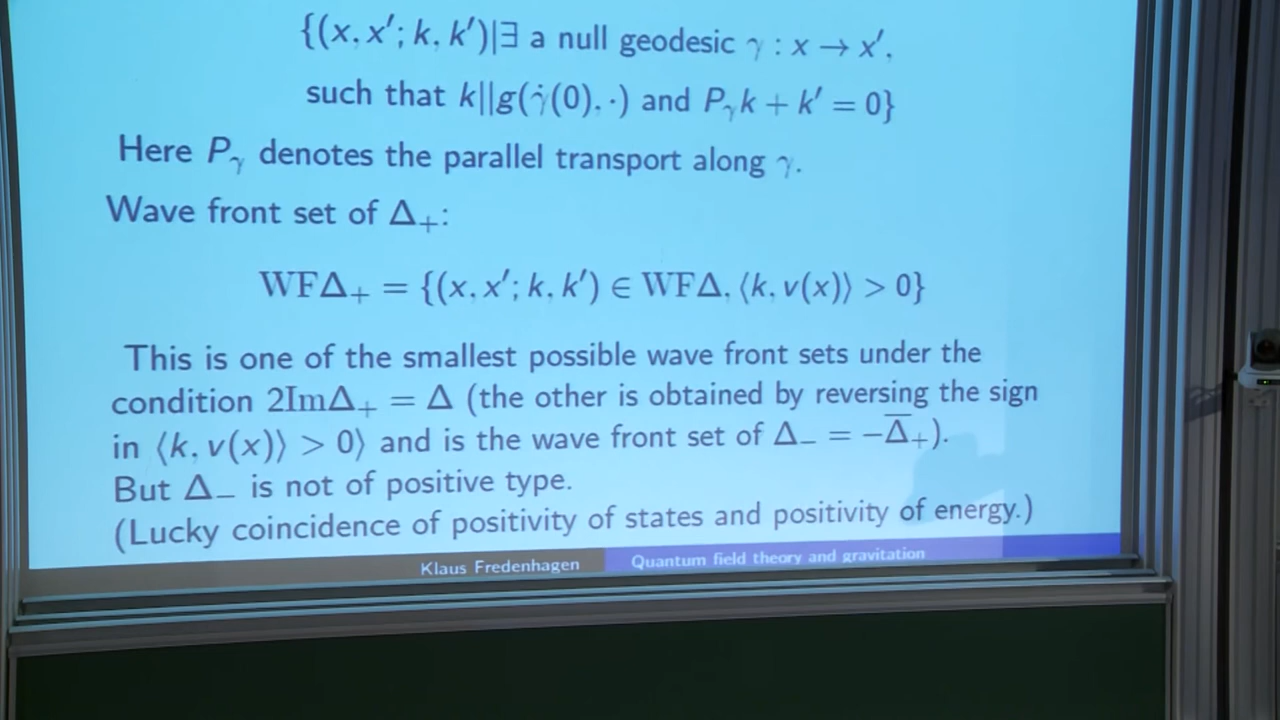 {(x, x′; k, k′)|∃ a null geodesic γ : x → x′,
such that k||g(γ̇(0), ·) and P_γ k + k′ = 0}
Here P_γ denotes the parallel transport along γ.
Wave front set of Δ₊:
WFΔ₊ = {(x, x′; k, k′) ∈ WFΔ, ⟨k, v(x)⟩ > 0}
This is one of the smallest possible wave front sets under the
condition 2ImΔ₊ = Δ (the other is obtained by reversing the sign
in ⟨k, v(x)⟩ > 0⟩ and is the wave front set of Δ₋ = −Δ̅₊).
But Δ₋ is not of positive type.
(Lucky coincidence of positivity of states and positivity of energy.)
Klaus Fredenhagen
Quantum field theory and gravitation